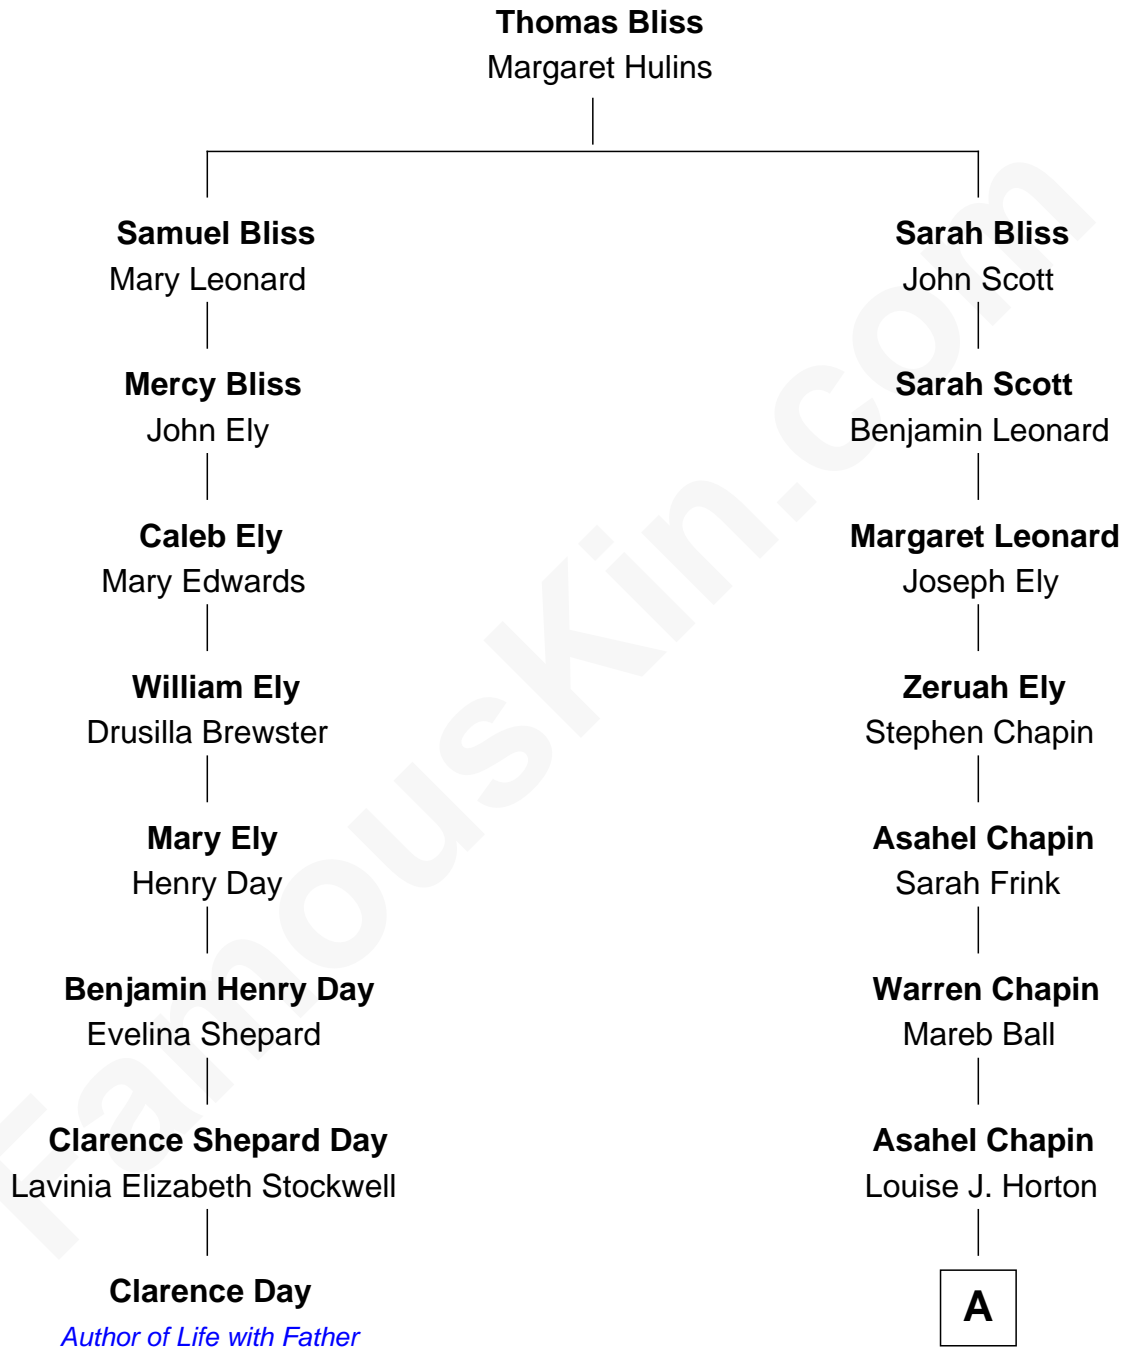 Thomas Bliss
Margaret Hulins
Samuel Bliss
Mary Leonard
Mercy Bliss
John Ely
Caleb Ely
Mary Edwards
William Ely
Drusilla Brewster
Mary Ely
Henry Day
Benjamin Henry Day
Evelina Shepard
Clarence Shepard Day
Lavinia Elizabeth Stockwell
Clarence Day
Author of Life with Father
Sarah Bliss
John Scott
Sarah Scott
Benjamin Leonard
Margaret Leonard
Joseph Ely
Zeruah Ely
Stephen Chapin
Asahel Chapin
Sarah Frink
Warren Chapin
Mareb Ball
Asahel Chapin
Louise J. Horton
A
FamousKin.com